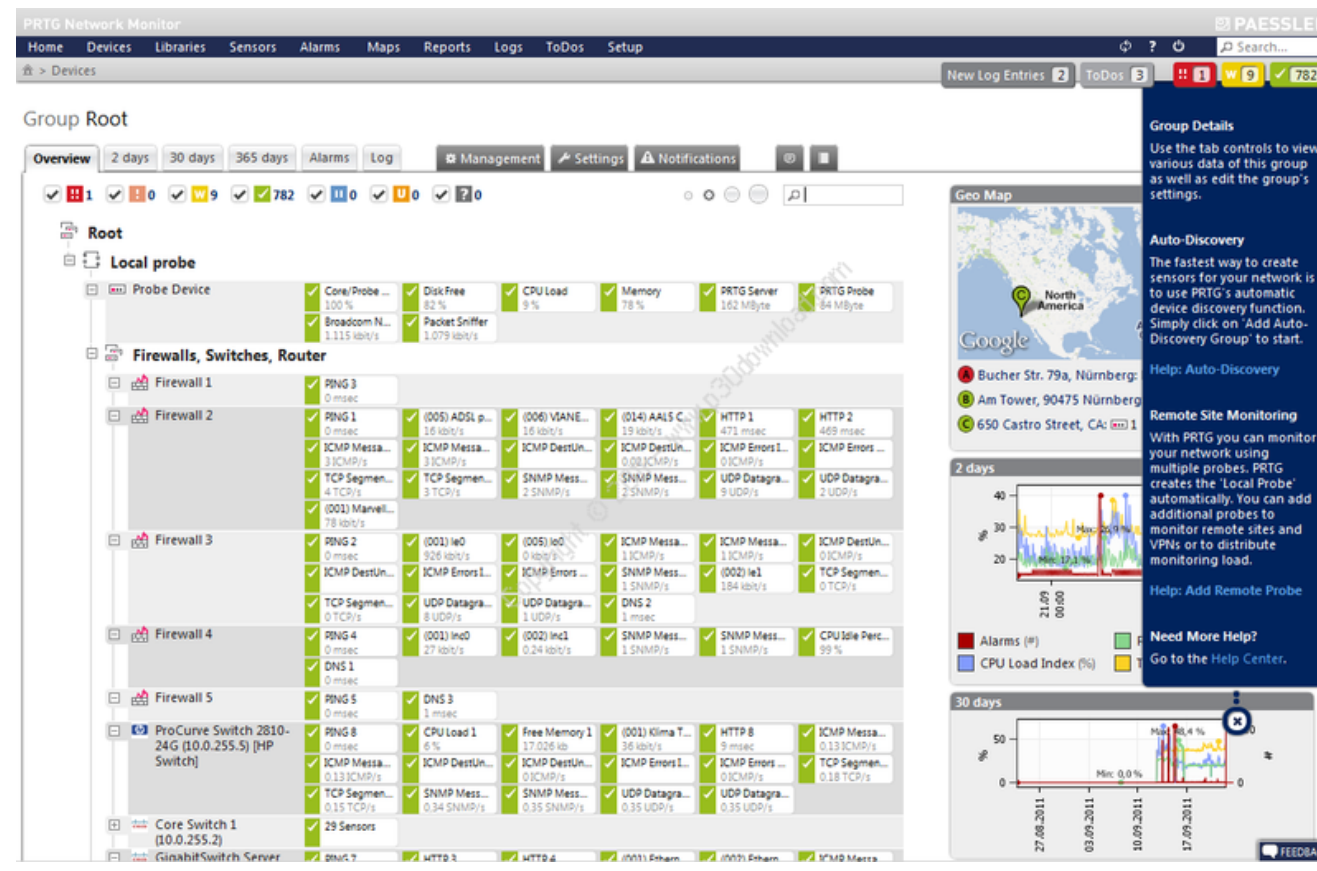 PRTG Network Monitor
PAESSLE
Home Devices Libraries Sensors Alarms Maps Reports Logs ToDos Setup
? Search...
> Devices
New Log Entries 2 ToDos 3 !! 1 W 9 782
Group Root
Overview 2 days 30 days 365 days Alarms Log Management Settings Notifications
!! 1 ! 0 W 9 782 II 0 U 0 ? 0
Root
Local probe
Probe Device
Core/Probe ... Disk Free CPU Load Memory PRTG Server PRTG Probe
100 % 82 % 9 % 78 % 162 MByte 84 MByte
Broadcom N... Packet Sniffer
1.115 kbit/s 1.079 kbit/s
Firewalls, Switches, Router
Firewall 1
PING 3
0 msec
Firewall 2
PING 1 (005) ADSL p... (006) VIANE... (014) AALS C... HTTP 1 HTTP 2
0 msec 16 kbit/s 16 kbit/s 19 kbit/s 471 msec 469 msec
ICMP Messa... ICMP Messa... ICMP DestUn... ICMP DestUn... ICMP Errors I... ICMP Errors ...
3 ICMP/s 3 ICMP/s 0.02 ICMP/s 0 ICMP/s
TCP Segmen... TCP Segmen... SNMP Mess... SNMP Mess... UDP Datagra... UDP Datagra...
4 TCP/s 3 TCP/s 2 SNMP/s 2 SNMP/s 9 UDP/s 2 UDP/s
(001) Marvell...
78 kbit/s
Firewall 3
PING 2 (001) le0 (005) lo0 ICMP Messa... ICMP Messa... ICMP DestUn...
0 msec 926 kbit/s 0 kbit/s 1 ICMP/s 1 ICMP/s 0 ICMP/s
ICMP DestUn... ICMP Errors I... ICMP Errors ... SNMP Mess... (002) le1 TCP Segmen...
1 SNMP/s 184 kbit/s 0 TCP/s
TCP Segmen... UDP Datagra... UDP Datagra... DNS 2
0 TCP/s 8 UDP/s 1 UDP/s 1 msec
Firewall 4
PING 4 (001) lnc0 (002) lnc1 SNMP Mess... SNMP Mess... CPU Idle Perc...
0 msec 27 kbit/s 0.24 kbit/s 1 SNMP/s 1 SNMP/s 99 %
DNS 1
0 msec
Firewall 5
PING 5 DNS 3
0 msec 1 msec
ProCurve Switch 2810-
24G (10.0.255.5) [HP
Switch]
PING 8 CPU Load 1 Free Memory 1 (001) Klima T... HTTP 8 ICMP Messa...
0 msec 6 % 17.026 kb 36 kbit/s 9 msec 0.13 ICMP/s
ICMP Messa... ICMP DestUn... ICMP DestUn... ICMP Errors I... ICMP Errors ... TCP Segmen...
0.13 ICMP/s 0 ICMP/s 0 ICMP/s 0.18 TCP/s
TCP Segmen... SNMP Mess... SNMP Mess... UDP Datagra... UDP Datagra...
0.15 TCP/s 0.34 SNMP/s 0.35 SNMP/s 0.35 UDP/s 0.35 UDP/s
Core Switch 1
(10.0.255.2)
29 Sensors
GigabitSwitch Server
PING 7 HTTP 3 HTTP 4 (001) Ethern... (002) Ethern... ICMP Messa...
Copyright © www.p30download.com
Geo Map
North
America
C
Google
A Bucher Str. 79a, Nürnberg:
B Am Tower, 90475 Nürnberg
C 650 Castro Street, CA: 1
2 days
40
30
20
%
Max: 26,9 %
Min: 17,1 %
21.09
00:00
Alarms (#)
CPU Load Index (%)
30 days
50
0
%
Max: 48,4 %
Min: 0,0 %
0
#
27.08.2011
03.09.2011
10.09.2011
17.09.2011
Group Details
Use the tab controls to view
various data of this group
as well as edit the group's
settings.
Auto-Discovery
The fastest way to create
sensors for your network is
to use PRTG's automatic
device discovery function.
Simply click on 'Add Auto-
Discovery Group' to start.
Help: Auto-Discovery
Remote Site Monitoring
With PRTG you can monitor
your network using
multiple probes. PRTG
creates the 'Local Probe'
automatically. You can add
additional probes to
monitor remote sites and
VPNs or to distribute
monitoring load.
Help: Add Remote Probe
Need More Help?
Go to the Help Center.
FEEDBA